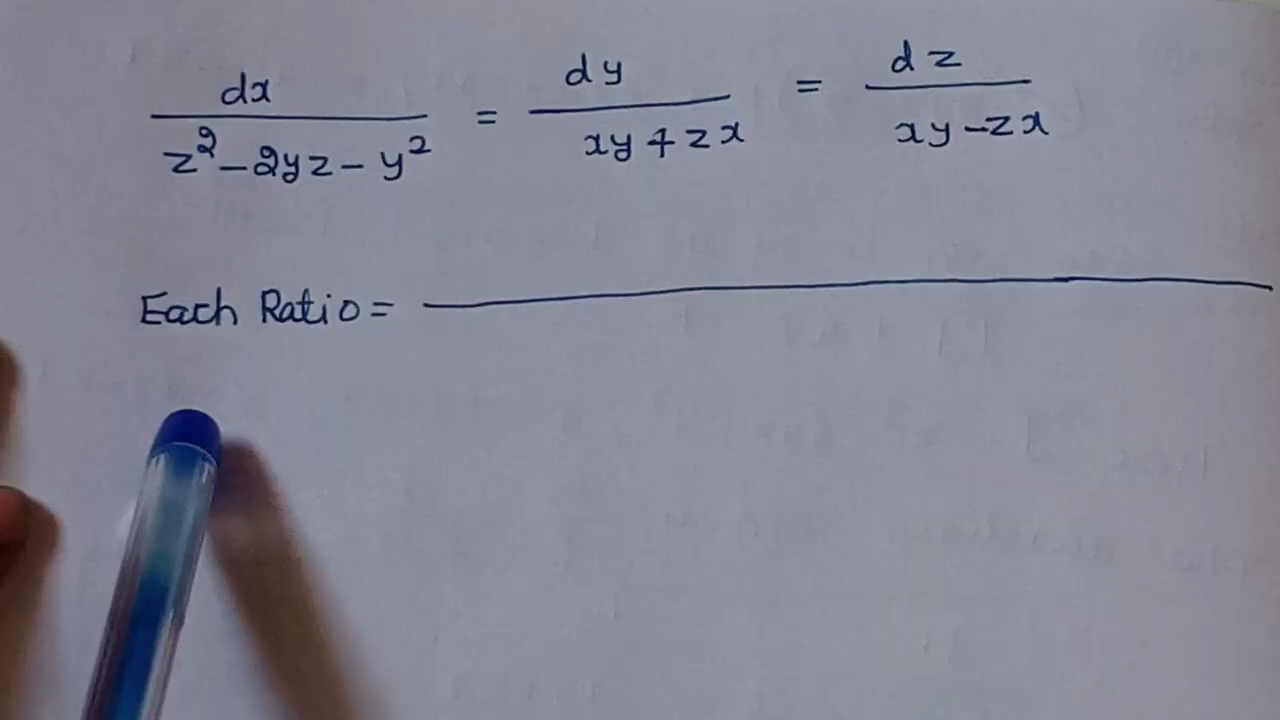 dx / z² - 2yz - y² = dy / xy + zx = dz / xy - zx
Each Ratio =